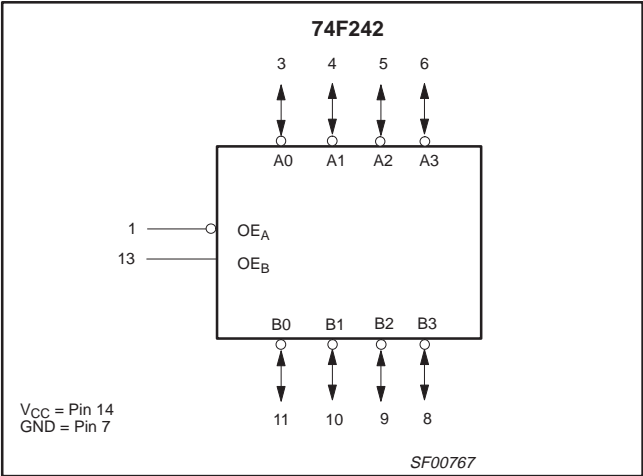 74F242
3 4 5 6
A0 A1 A2 A3
1 OEA
13 OEB
B0 B1 B2 B3
11 10 9 8
VCC = Pin 14
GND = Pin 7
SF00767